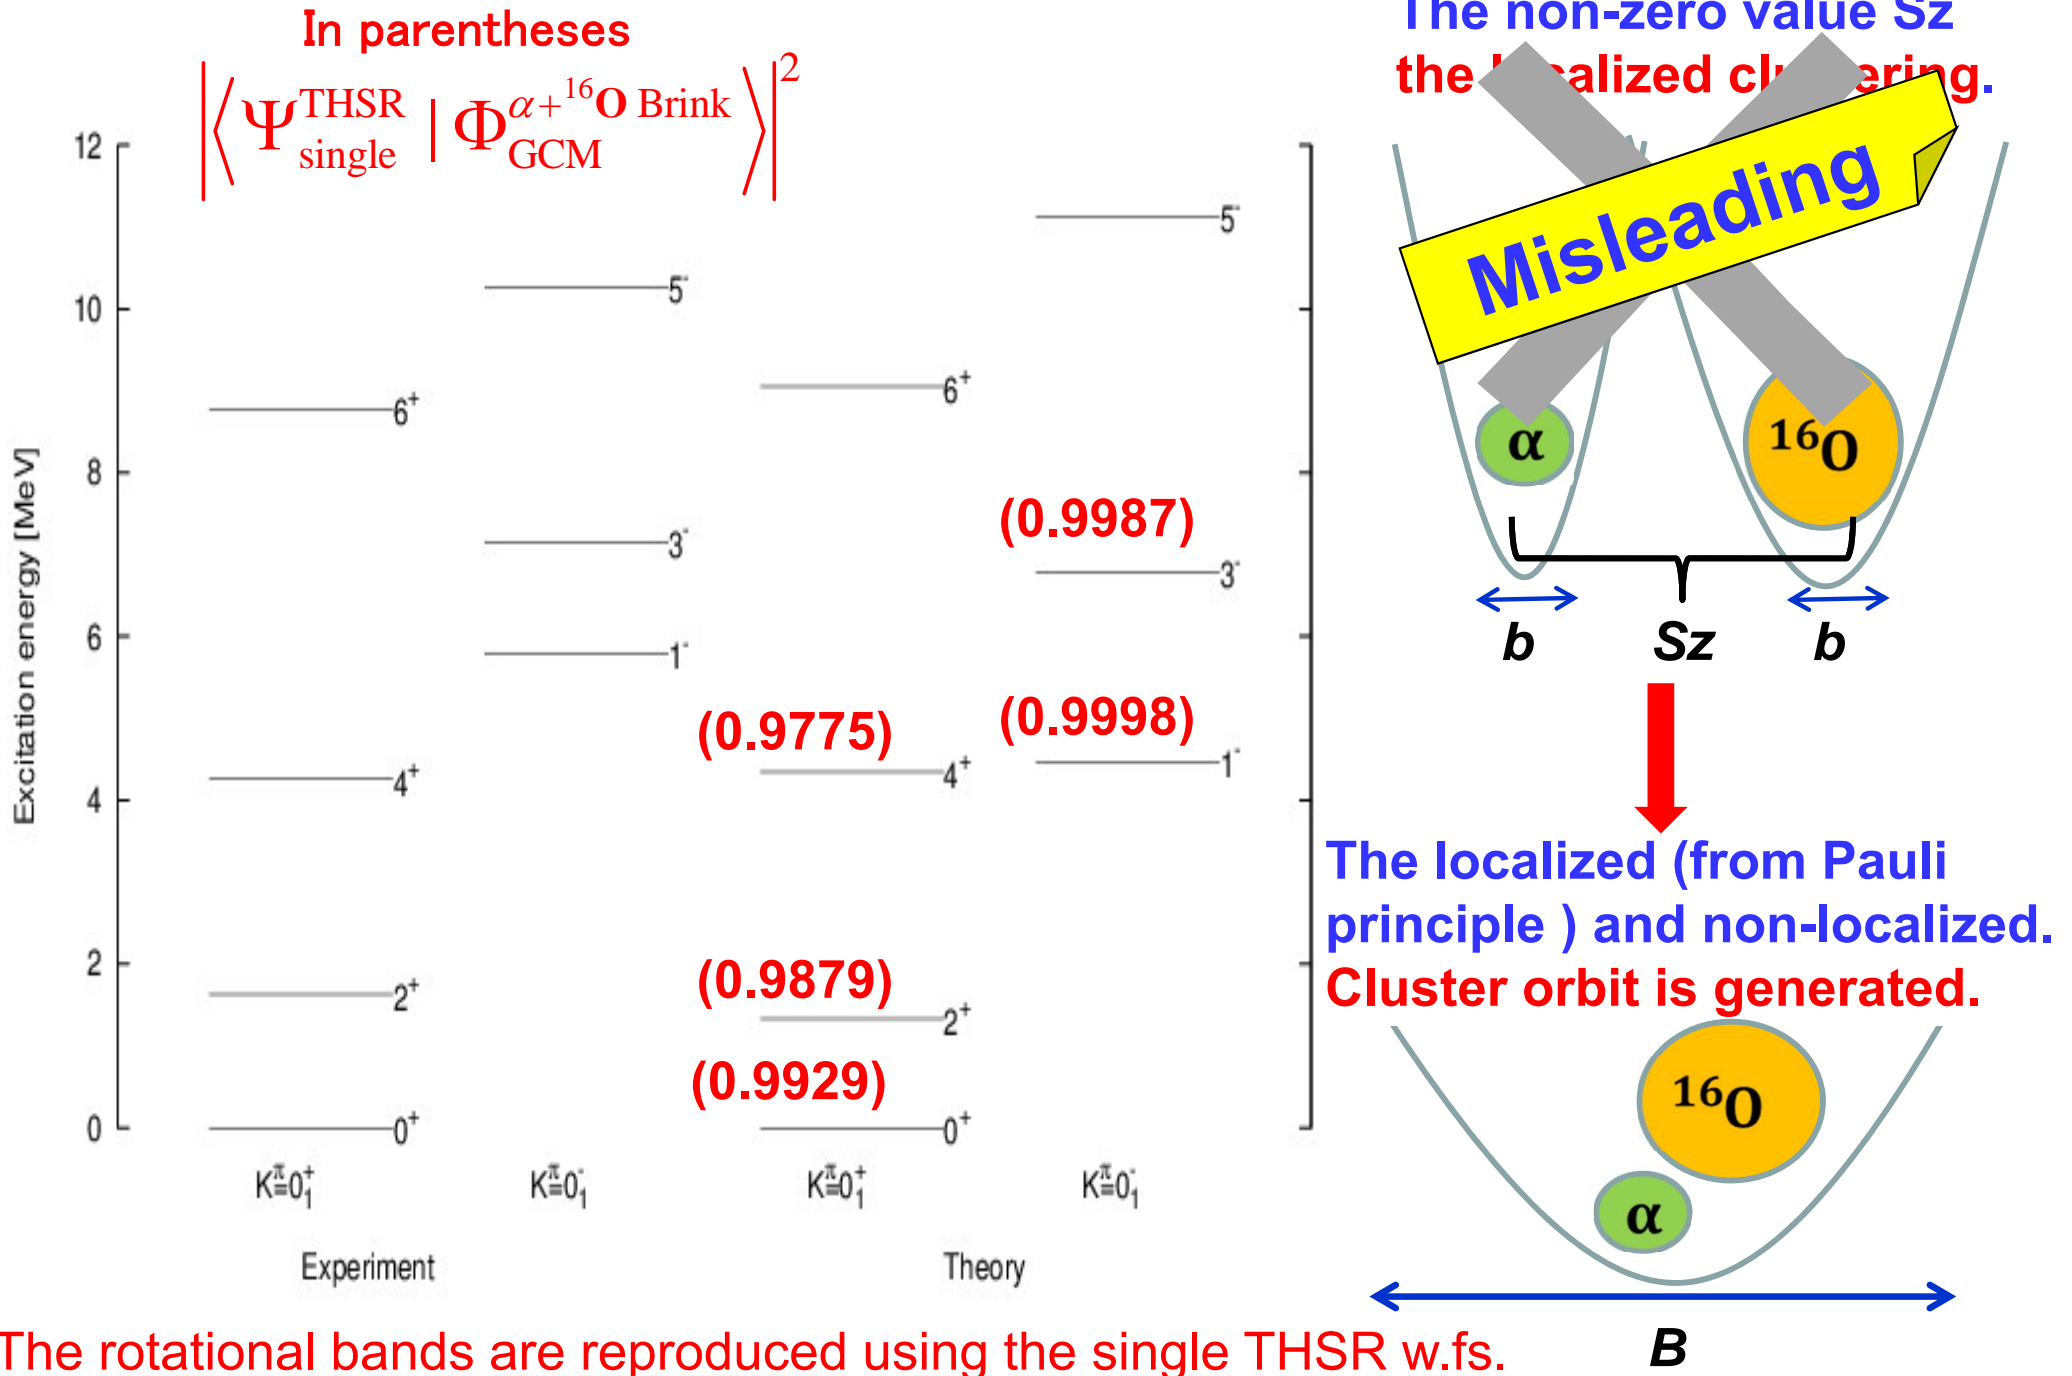 In parentheses
|⟨Ψ^THSR_single | Φ^α+16O Brink_GCM⟩|²
The non-zero value Sz
the localized clustering.
Misleading
α
16O
b Sz b
The localized (from Pauli
principle ) and non-localized.
Cluster orbit is generated.
16O
α
B
Excitation energy [MeV]
12
10
8
6
4
2
0
6+
4+
2+
0+
5-
3-
1-
6+
(0.9775)
4+
(0.9879)
2+
(0.9929)
0+
5-
(0.9987)
3-
(0.9998)
1-
Kπ=0+1 Kπ=0-1 Kπ=0+1 Kπ=0-1
Experiment Theory
The rotational bands are reproduced using the single THSR w.fs.